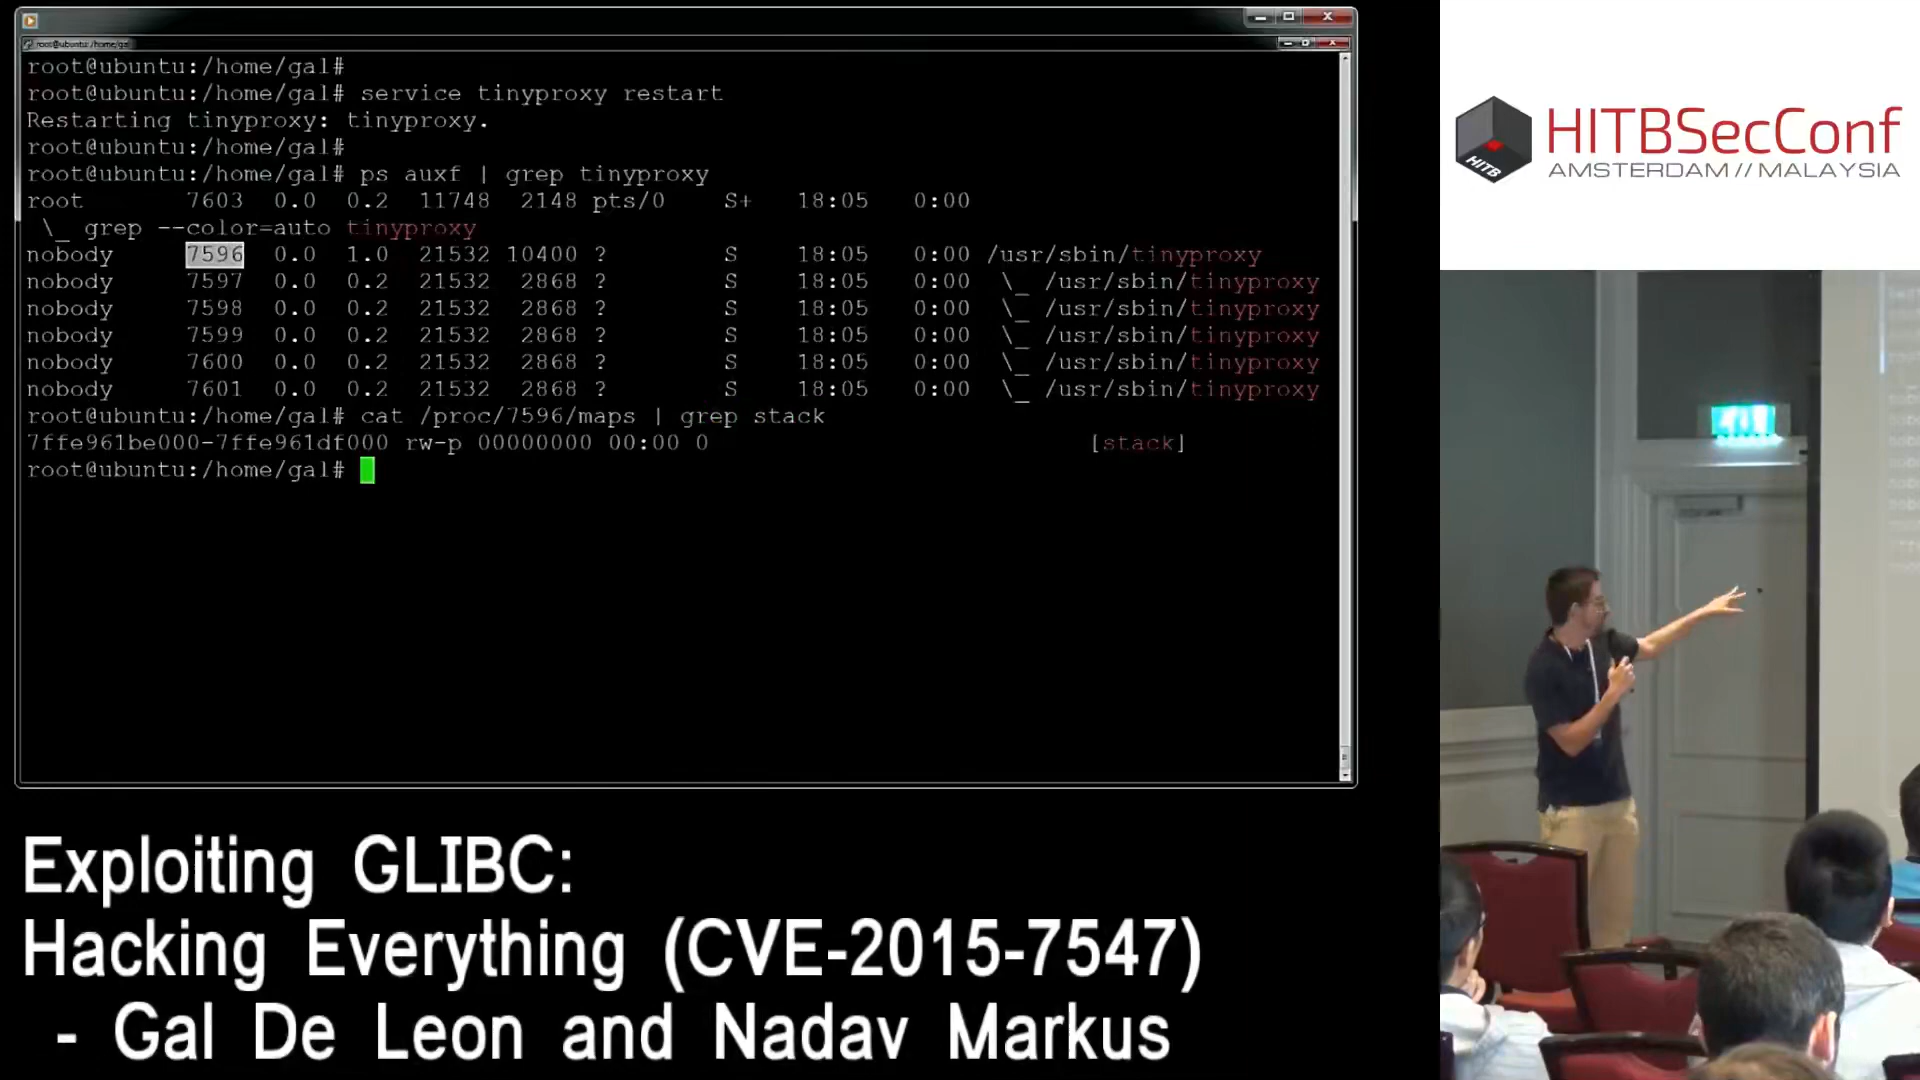 root@ubuntu: /home/gal
root@ubuntu:/home/gal#
root@ubuntu:/home/gal# service tinyproxy restart
Restarting tinyproxy: tinyproxy.
root@ubuntu:/home/gal#
root@ubuntu:/home/gal# ps auxf | grep tinyproxy
root 7603 0.0 0.2 11748 2148 pts/0 S+ 18:05 0:00
\_ grep --color=auto tinyproxy
nobody 7596 0.0 1.0 21532 10400 ? S 18:05 0:00 /usr/sbin/tinyproxy
nobody 7597 0.0 0.2 21532 2868 ? S 18:05 0:00 \_ /usr/sbin/tinyproxy
nobody 7598 0.0 0.2 21532 2868 ? S 18:05 0:00 \_ /usr/sbin/tinyproxy
nobody 7599 0.0 0.2 21532 2868 ? S 18:05 0:00 \_ /usr/sbin/tinyproxy
nobody 7600 0.0 0.2 21532 2868 ? S 18:05 0:00 \_ /usr/sbin/tinyproxy
nobody 7601 0.0 0.2 21532 2868 ? S 18:05 0:00 \_ /usr/sbin/tinyproxy
root@ubuntu:/home/gal# cat /proc/7596/maps | grep stack
7ffe961be000-7ffe961df000 rw-p 00000000 00:00 0 [stack]
root@ubuntu:/home/gal#
HITB
HITBSecConf
AMSTERDAM // MALAYSIA
Exploiting GLIBC:
Hacking Everything (CVE-2015-7547)
- Gal De Leon and Nadav Markus